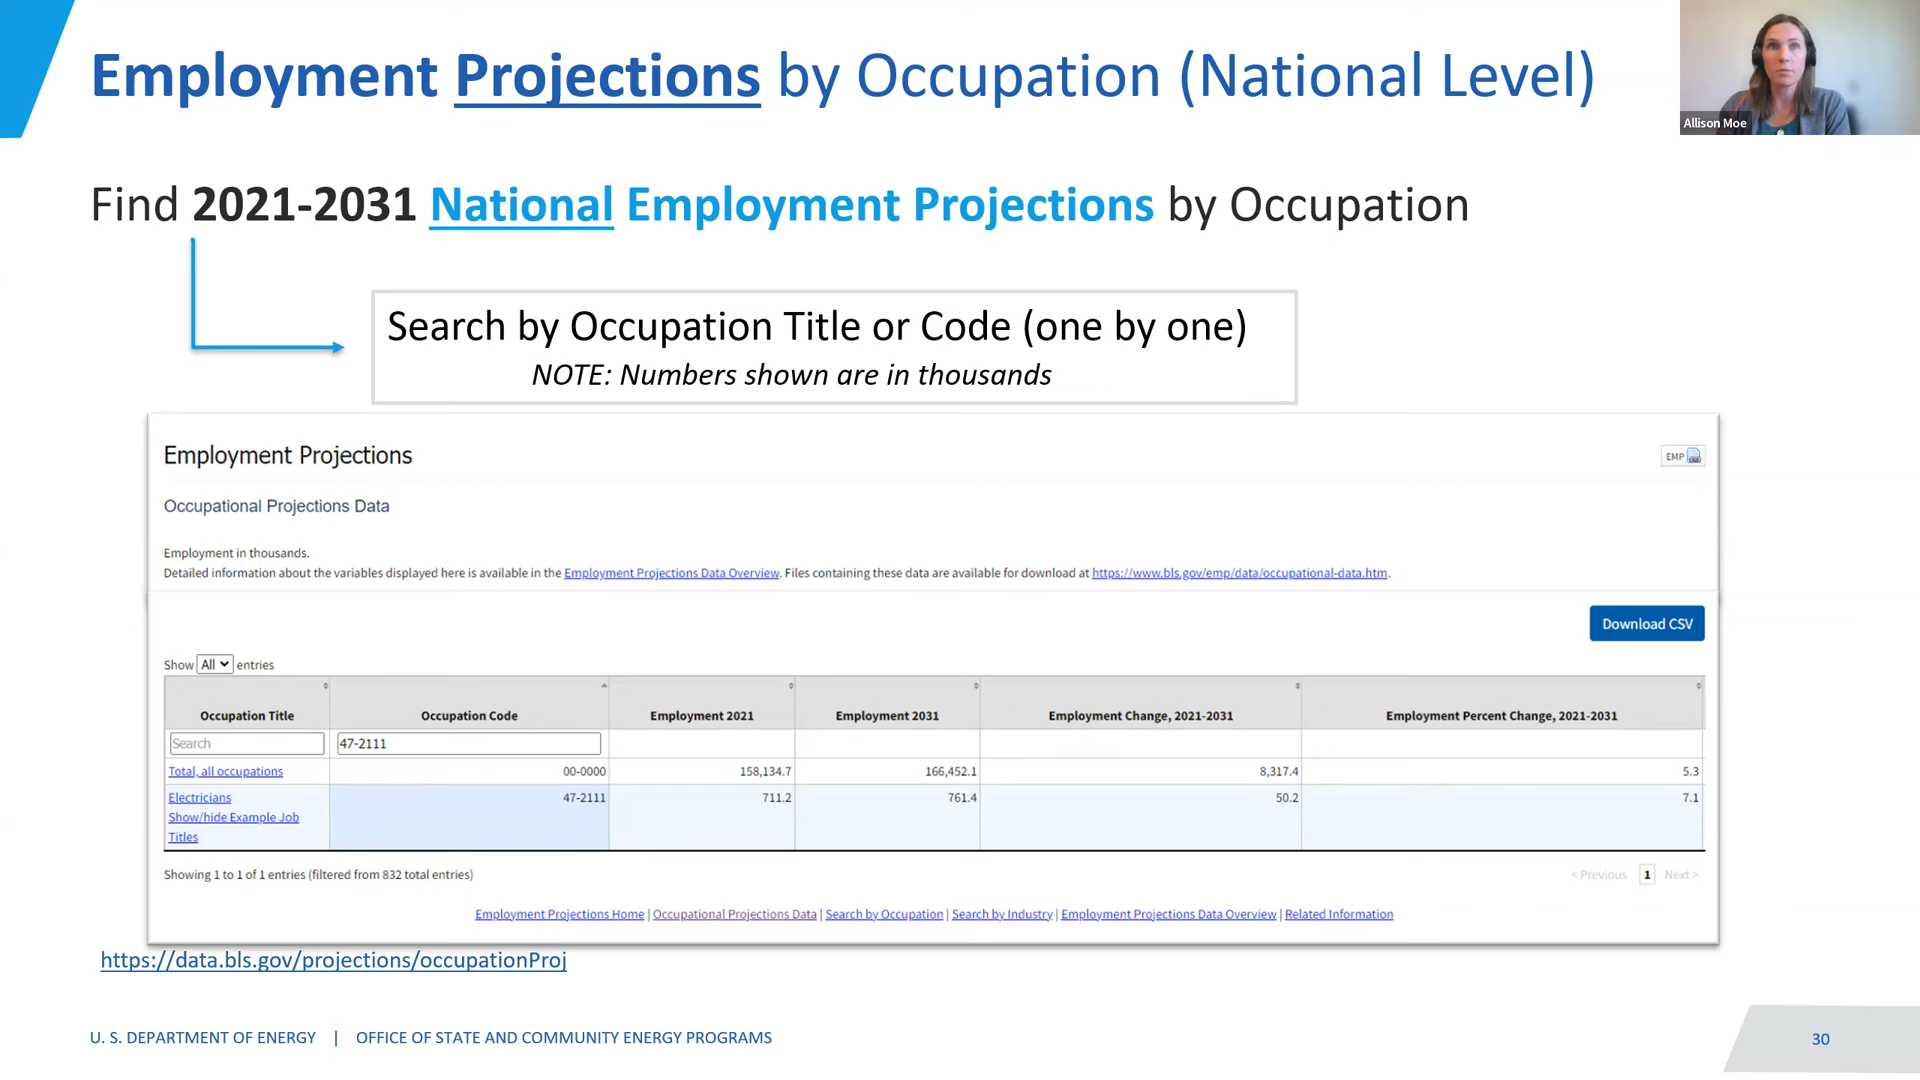 Employment Projections by Occupation (National Level)
Allison Moe
Find 2021-2031 National Employment Projections by Occupation
Search by Occupation Title or Code (one by one)
NOTE: Numbers shown are in thousands
Employment Projections
EMP
Occupational Projections Data
Employment in thousands.
Detailed information about the variables displayed here is available in the Employment Projections Data Overview. Files containing these data are available for download at https://www.bls.gov/emp/data/occupational-data.htm.
Download CSV
Show All entries
Occupation Title Occupation Code Employment 2021 Employment 2031 Employment Change, 2021-2031 Employment Percent Change, 2021-2031
Search 47-2111
Total, all occupations 00-0000 158,134.7 166,452.1 8,317.4 5.3
Electricians 47-2111 711.2 761.4 50.2 7.1
Show/hide Example Job
Titles
Showing 1 to 1 of 1 entries (filtered from 832 total entries)
< Previous 1 Next >
Employment Projections Home | Occupational Projections Data | Search by Occupation | Search by Industry | Employment Projections Data Overview | Related Information
https://data.bls.gov/projections/occupationProj
U. S. DEPARTMENT OF ENERGY | OFFICE OF STATE AND COMMUNITY ENERGY PROGRAMS
30